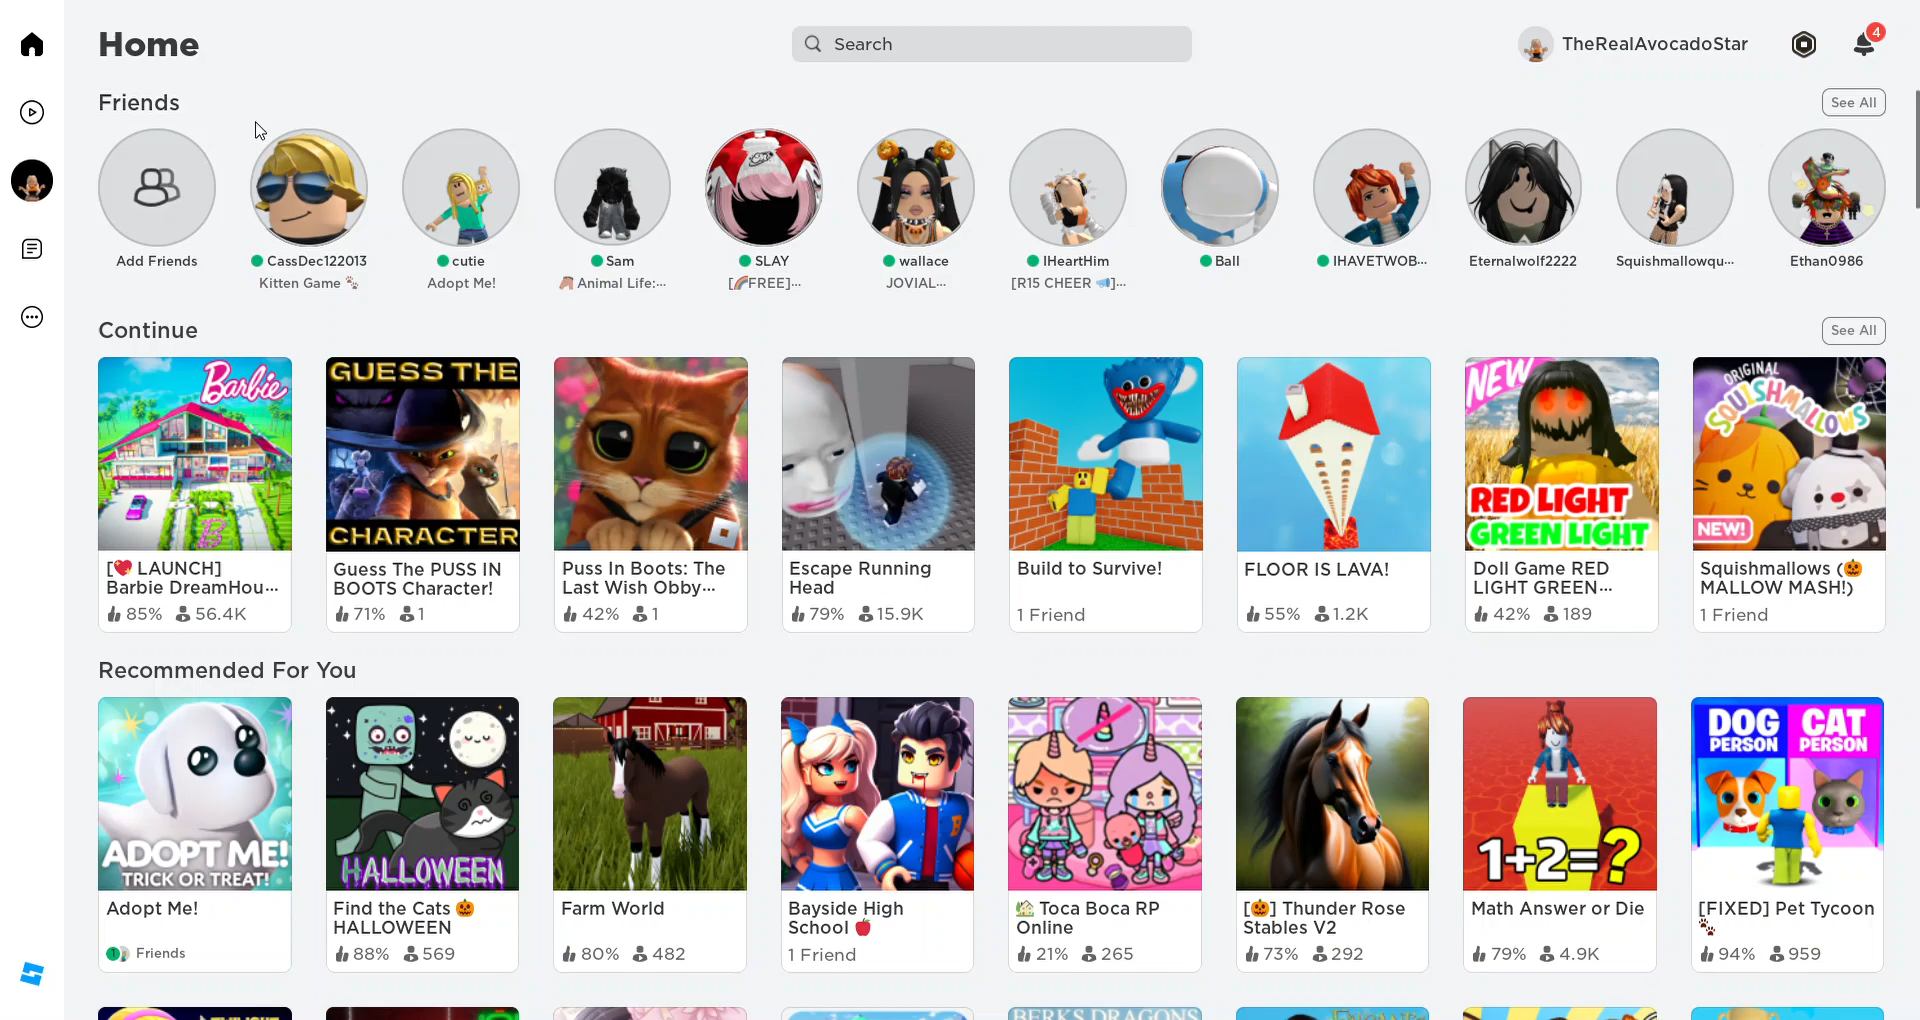 Home
Search
TheRealAvocadoStar
4
Friends
See All
Add Friends
CassDec122013
Kitten Game 🐾
cutie
Adopt Me!
Sam
🐴 Animal Life:...
SLAY
[🌈FREE]...
wallace
JOVIAL...
IHeartHim
[R15 CHEER 📣]...
Ball
IHAVETWOB...
Eternalwolf2222
Squishmallowqu...
Ethan0986
Continue
See All
Barbie
B
[💖 LAUNCH]
Barbie DreamHou...
85% 56.4K
GUESS THE
CHARACTER
Guess The PUSS IN
BOOTS Character!
71% 1
Puss In Boots: The
Last Wish Obby...
42% 1
Escape Running
Head
79% 15.9K
Build to Survive!
1 Friend
FLOOR IS LAVA!
55% 1.2K
NEW
RED LIGHT
GREEN LIGHT
Doll Game RED
LIGHT GREEN...
42% 189
ORIGINAL
SQUISHMALLOWS
NEW!
Squishmallows (🎃
MALLOW MASH!)
1 Friend
Recommended For You
ADOPT ME!
TRICK OR TREAT!
Adopt Me!
1 Friends
HALLOWEEN
Find the Cats 🎃
HALLOWEEN
88% 569
Farm World
80% 482
B
Bayside High
School 🍎
1 Friend
🏡 Toca Boca RP
Online
21% 265
[🎃] Thunder Rose
Stables V2
73% 292
1+2=?
Math Answer or Die
79% 4.9K
DOG
PERSON
CAT
PERSON
[FIXED] Pet Tycoon
🐾
94% 959
BERKS DRAGONS